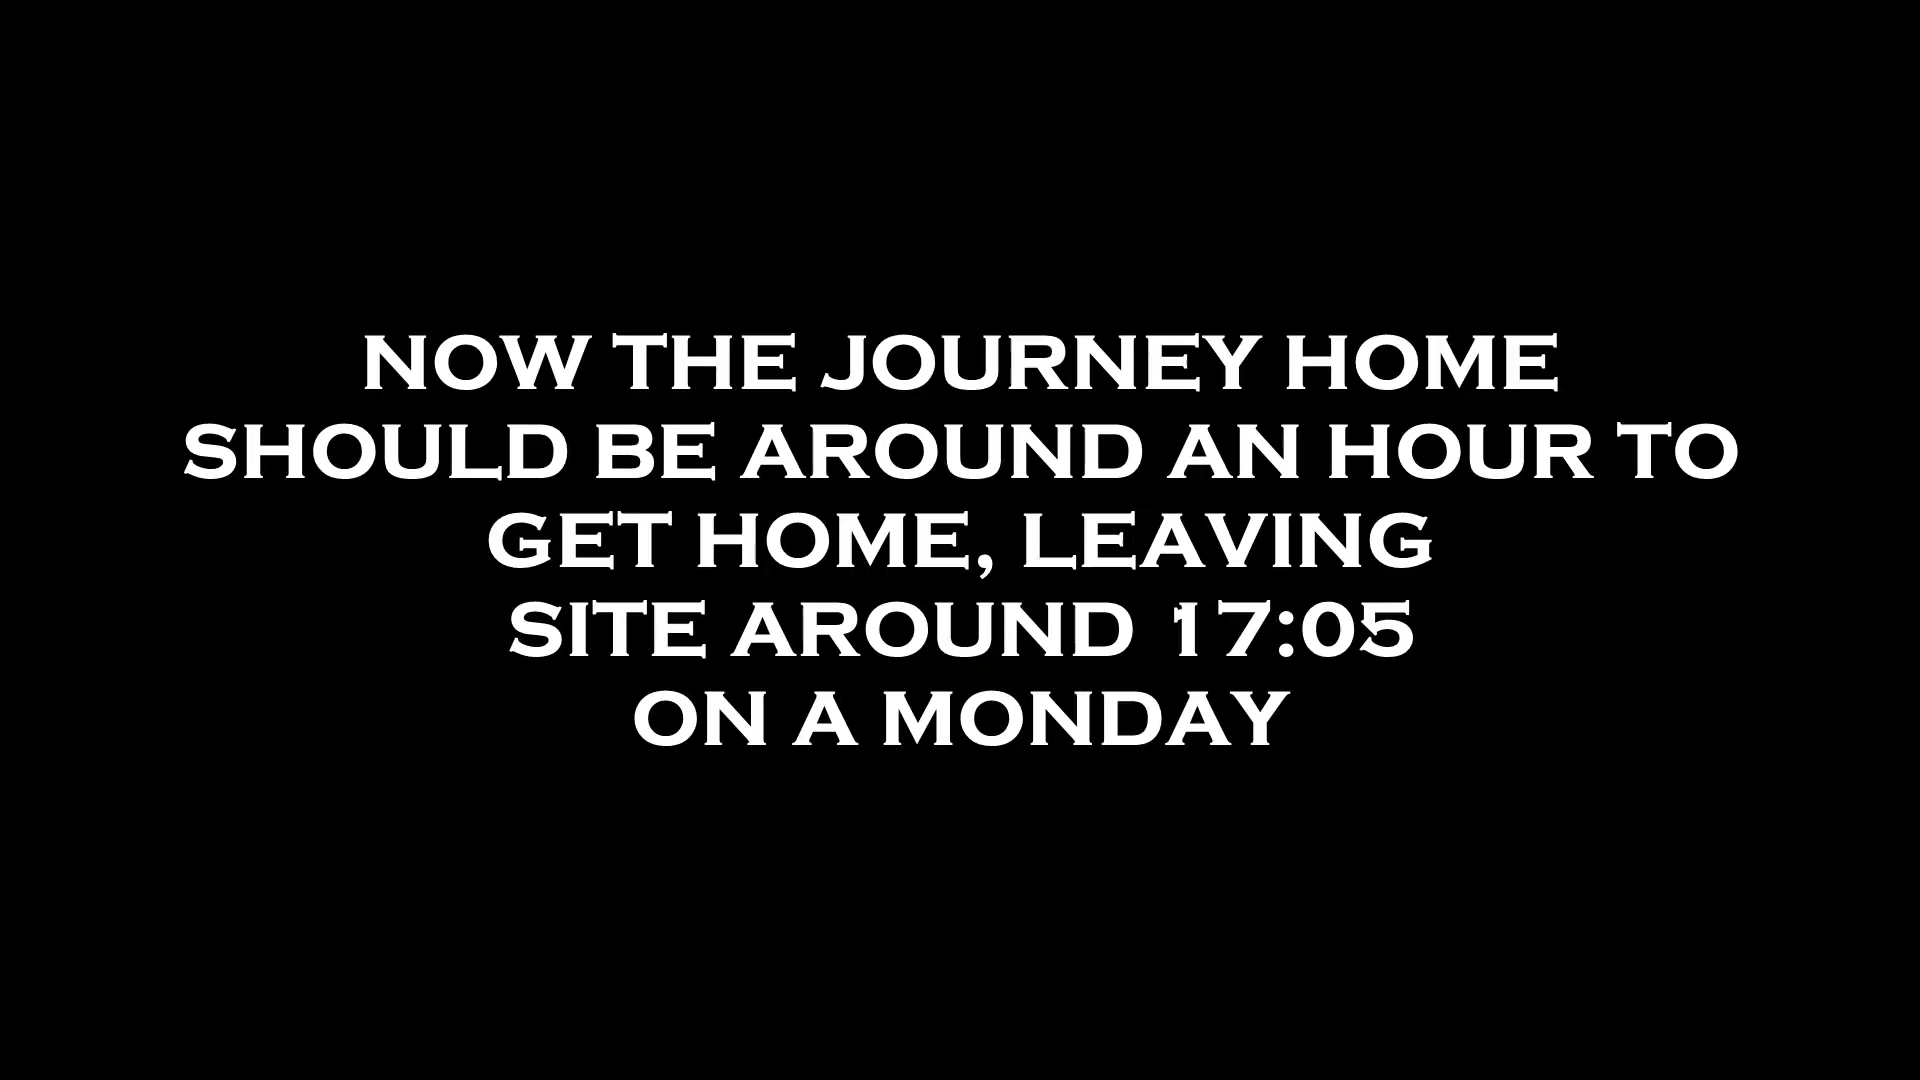 NOW THE JOURNEY HOME
SHOULD BE AROUND AN HOUR TO
GET HOME, LEAVING
SITE AROUND 17:05
ON A MONDAY